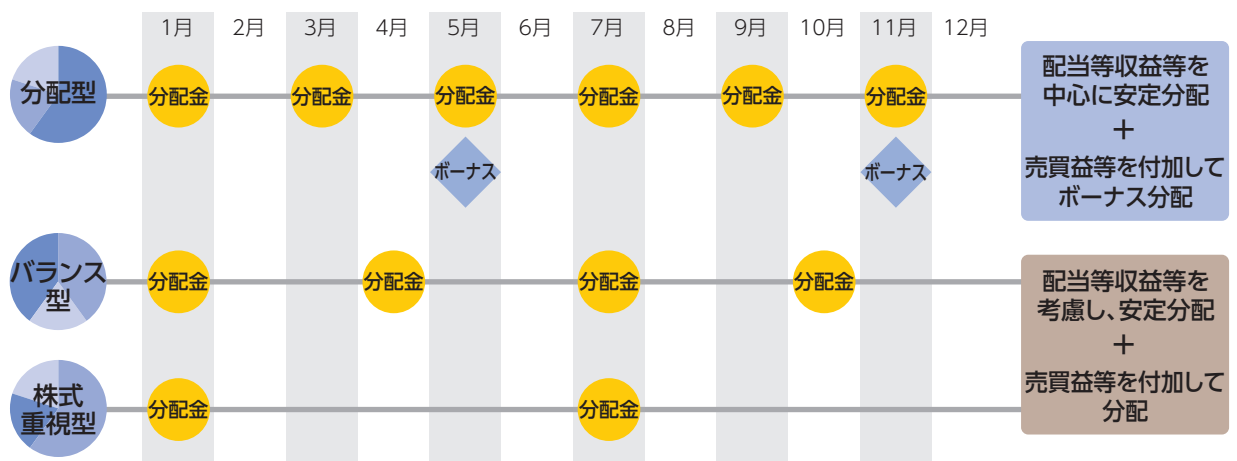 1月 2月 3月 4月 5月 6月 7月 8月 9月 10月 11月 12月
分配型
分配金 分配金 分配金 分配金 分配金 分配金
ボーナス ボーナス
配当等収益等を
中心に安定分配
+
売買益等を付加して
ボーナス分配
バランス
型
分配金 分配金 分配金 分配金
株式
重視型
分配金 分配金
配当等収益等を
考慮し、安定分配
+
売買益等を付加して
分配